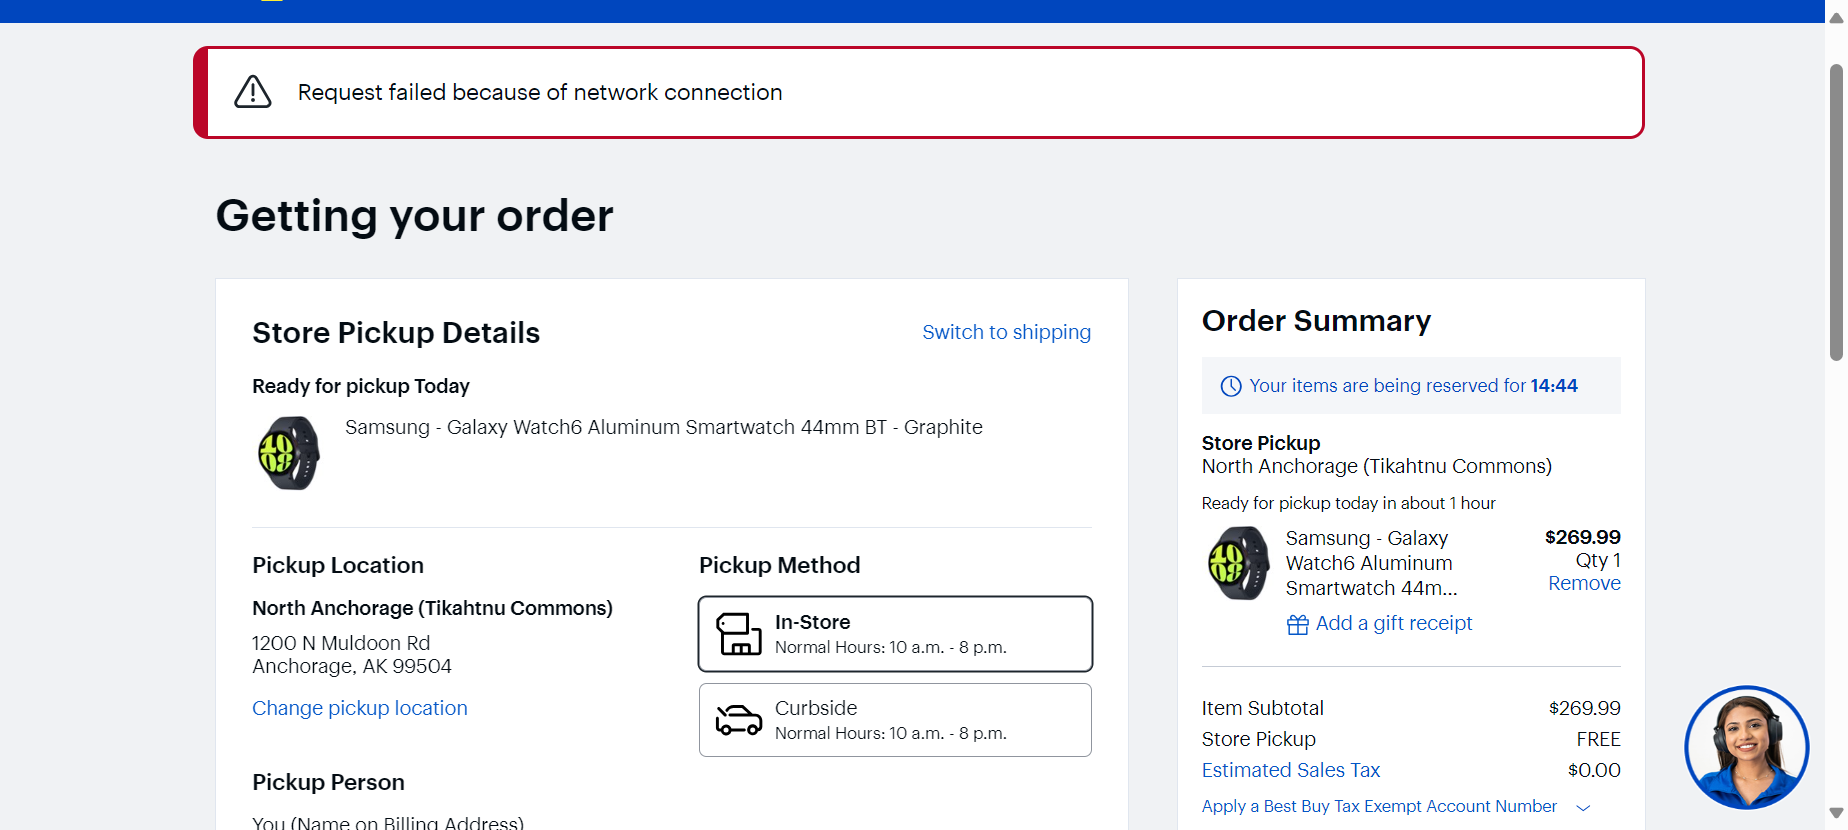 Request failed because of network connection
Getting your order
Store Pickup Details
Switch to shipping
Ready for pickup Today
Samsung - Galaxy Watch6 Aluminum Smartwatch 44mm BT - Graphite
Pickup Location
North Anchorage (Tikahtnu Commons)
1200 N Muldoon Rd
Anchorage, AK 99504
Change pickup location
Pickup Method
In-Store
Normal Hours: 10 a.m. - 8 p.m.
Curbside
Normal Hours: 10 a.m. - 8 p.m.
Pickup Person
You (Name on Billing Address)
Order Summary
Your items are being reserved for 14:44
Store Pickup
North Anchorage (Tikahtnu Commons)
Ready for pickup today in about 1 hour
Samsung - Galaxy
Watch6 Aluminum
Smartwatch 44m...
$269.99
Qty 1
Remove
Add a gift receipt
Item Subtotal $269.99
Store Pickup FREE
Estimated Sales Tax $0.00
Apply a Best Buy Tax Exempt Account Number